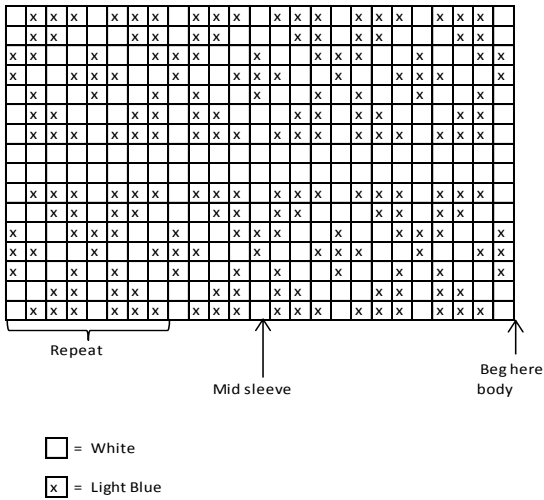 Repeat
Mid sleeve
Beg here
body
= White
x = Light Blue